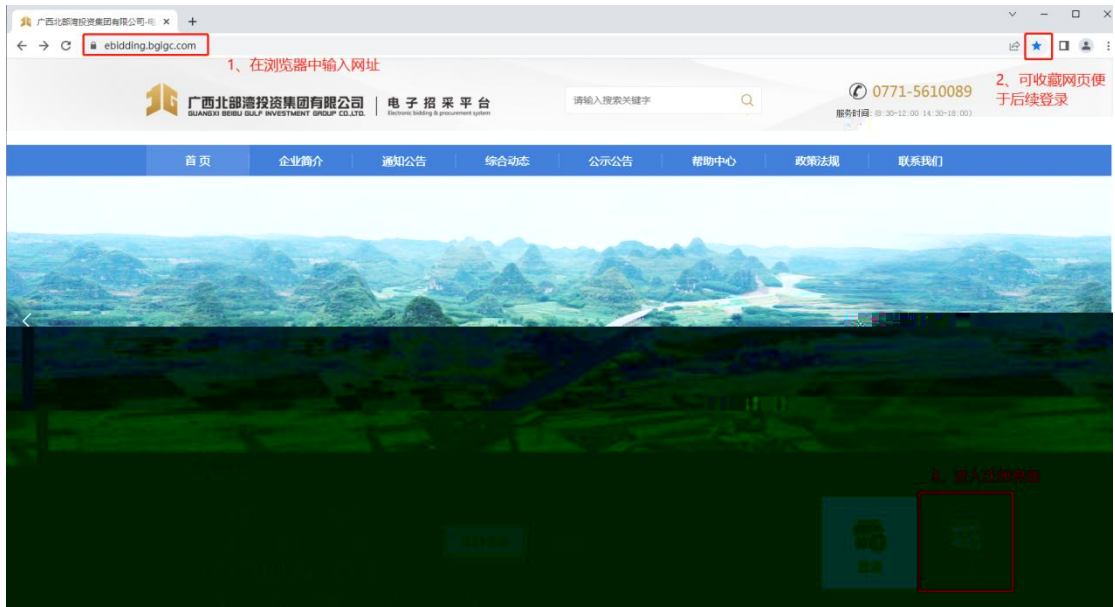 广西北部湾投资集团有限公司-电
ebidding.bgigc.com
1、在浏览器中输入网址
2、可收藏网页便
于后续登录
广西北部湾投资集团有限公司
GUANGXI BEIBU GULF INVESTMENT GROUP CO.,LTD.
电子招采平台
Electronic bidding & procurement system
请输入搜索关键字
0771-5610089
服务时间：(8:30-12:00 14:30-18:00)
首页 企业简介 通知公告 综合动态 公示公告 帮助中心 政策法规 联系我们